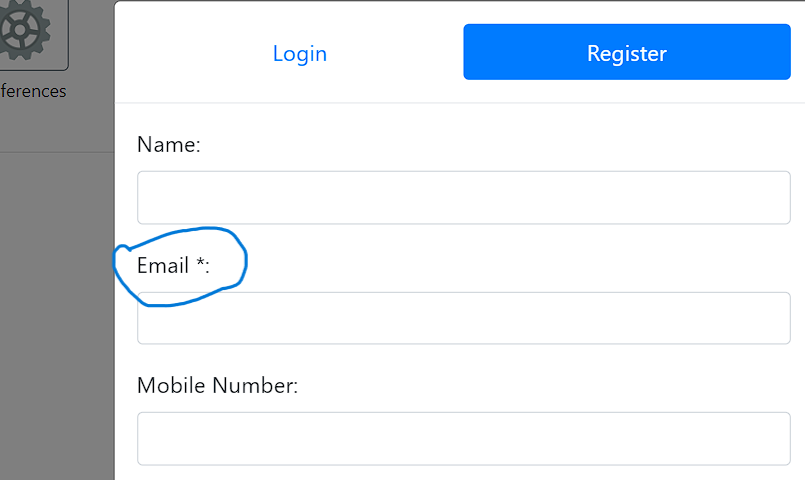 Login
Register
ferences
Name:
Email *:
Mobile Number: